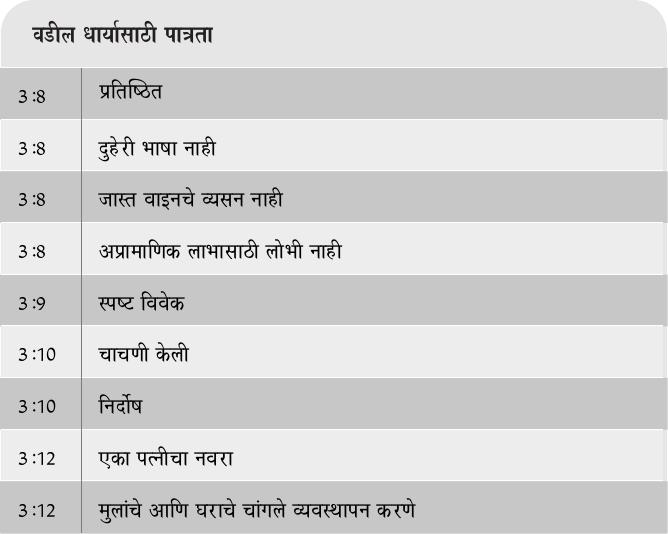 वडील धार्यासाठी पात्रता
3:8 प्रतिष्ठित
3:8 दुहेरी भाषा नाही
3:8 जास्त वाइनचे व्यसन नाही
3:8 अप्रामाणिक लाभासाठी लोभी नाही
3:9 स्पष्ट विवेक
3:10 चाचणी केली
3:10 निर्दोष
3:12 एका पत्नीचा नवरा
3:12 मुलांचे आणि घराचे चांगले व्यवस्थापन करणे